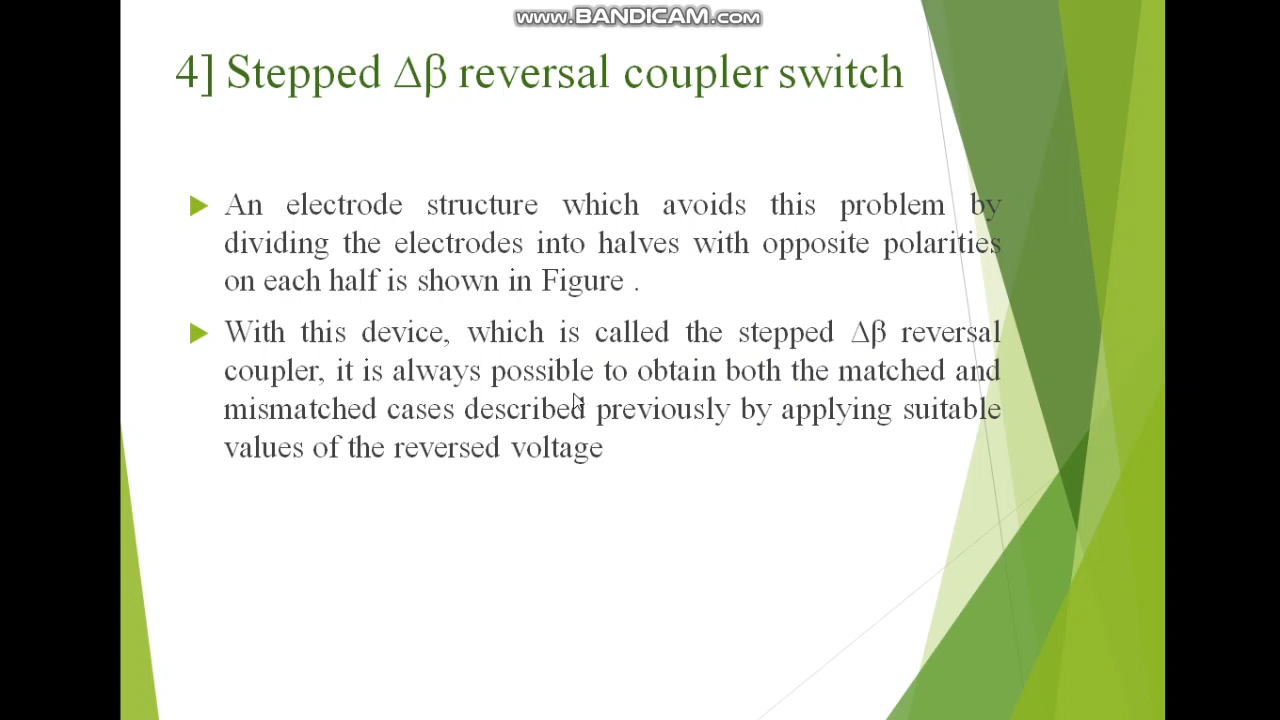 www.BANDICAM.com
4] Stepped Δβ reversal coupler switch
An electrode structure which avoids this problem by
dividing the electrodes into halves with opposite polarities
on each half is shown in Figure .
With this device, which is called the stepped Δβ reversal
coupler, it is always possible to obtain both the matched and
mismatched cases described previously by applying suitable
values of the reversed voltage